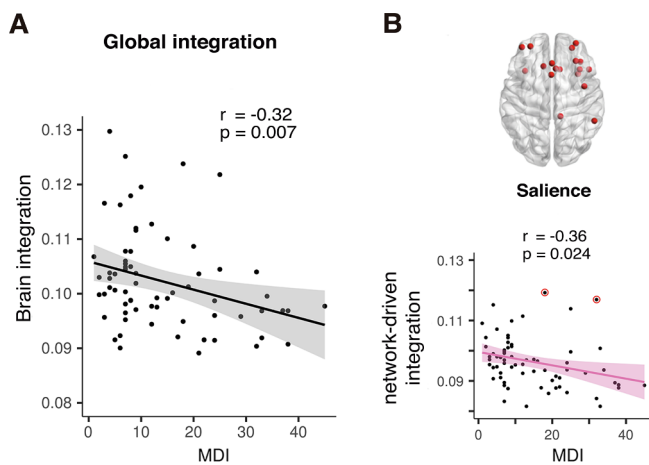 A
Global integration
r = -0.32
p = 0.007
0.13
0.12
0.11
0.10
0.09
0.08
Brain integration
0
10
20
30
40
MDI
B
Salience
r = -0.36
p = 0.024
0.13
0.11
0.09
network-driven
integration
0
20
40
MDI